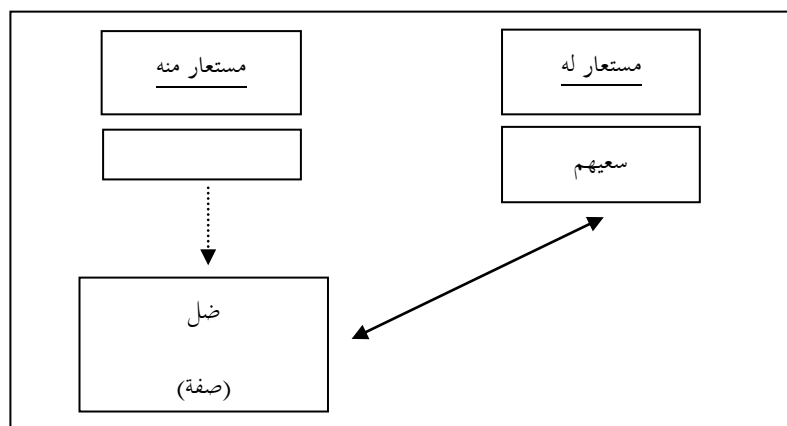 مستعار له
مستعار منه
سعيهم
ضل
(صفة)